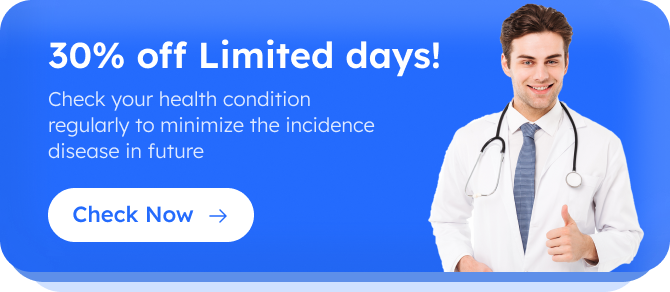 30% off Limited days!
Check your health condition
regularly to minimize the incidence
disease in future
Check Now →